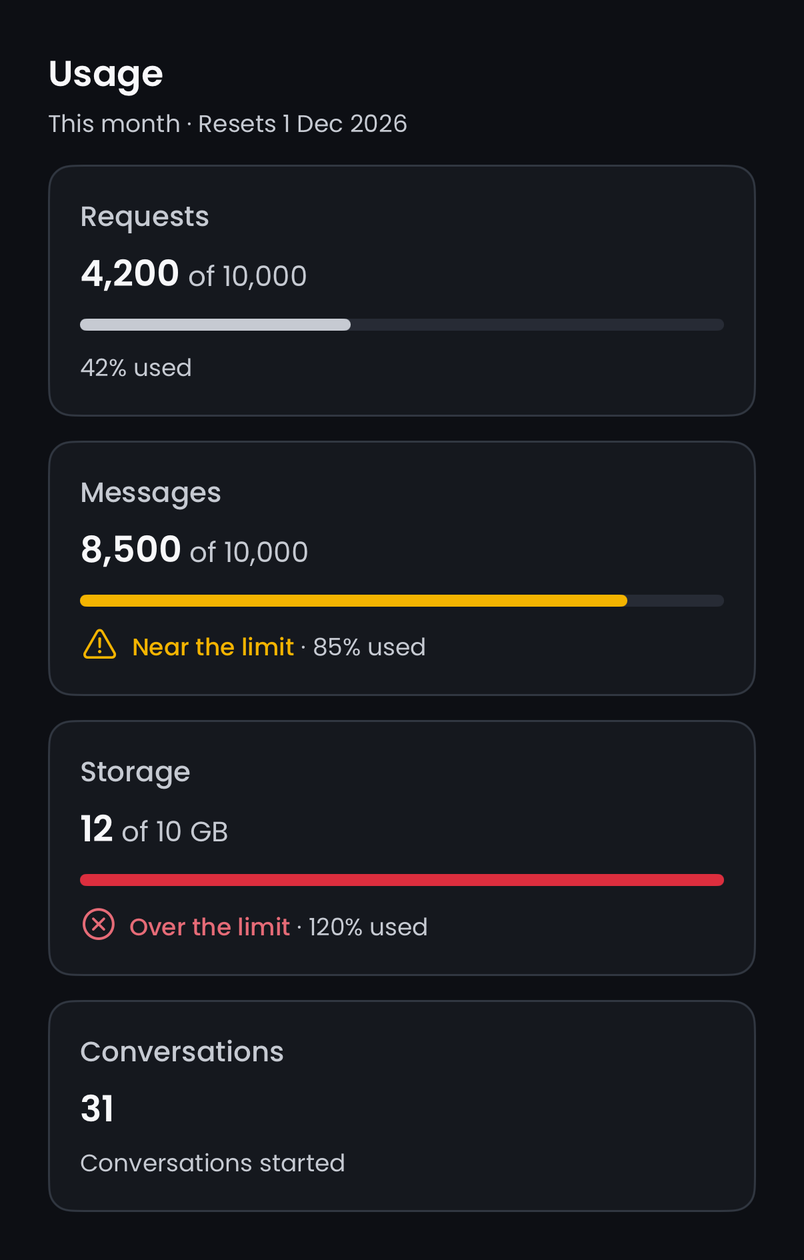 Usage
This month · Resets 1 Dec 2026
Requests
4,200 of 10,000
42% used
Messages
8,500 of 10,000
Near the limit · 85% used
Storage
12 of 10 GB
Over the limit · 120% used
Conversations
31
Conversations started